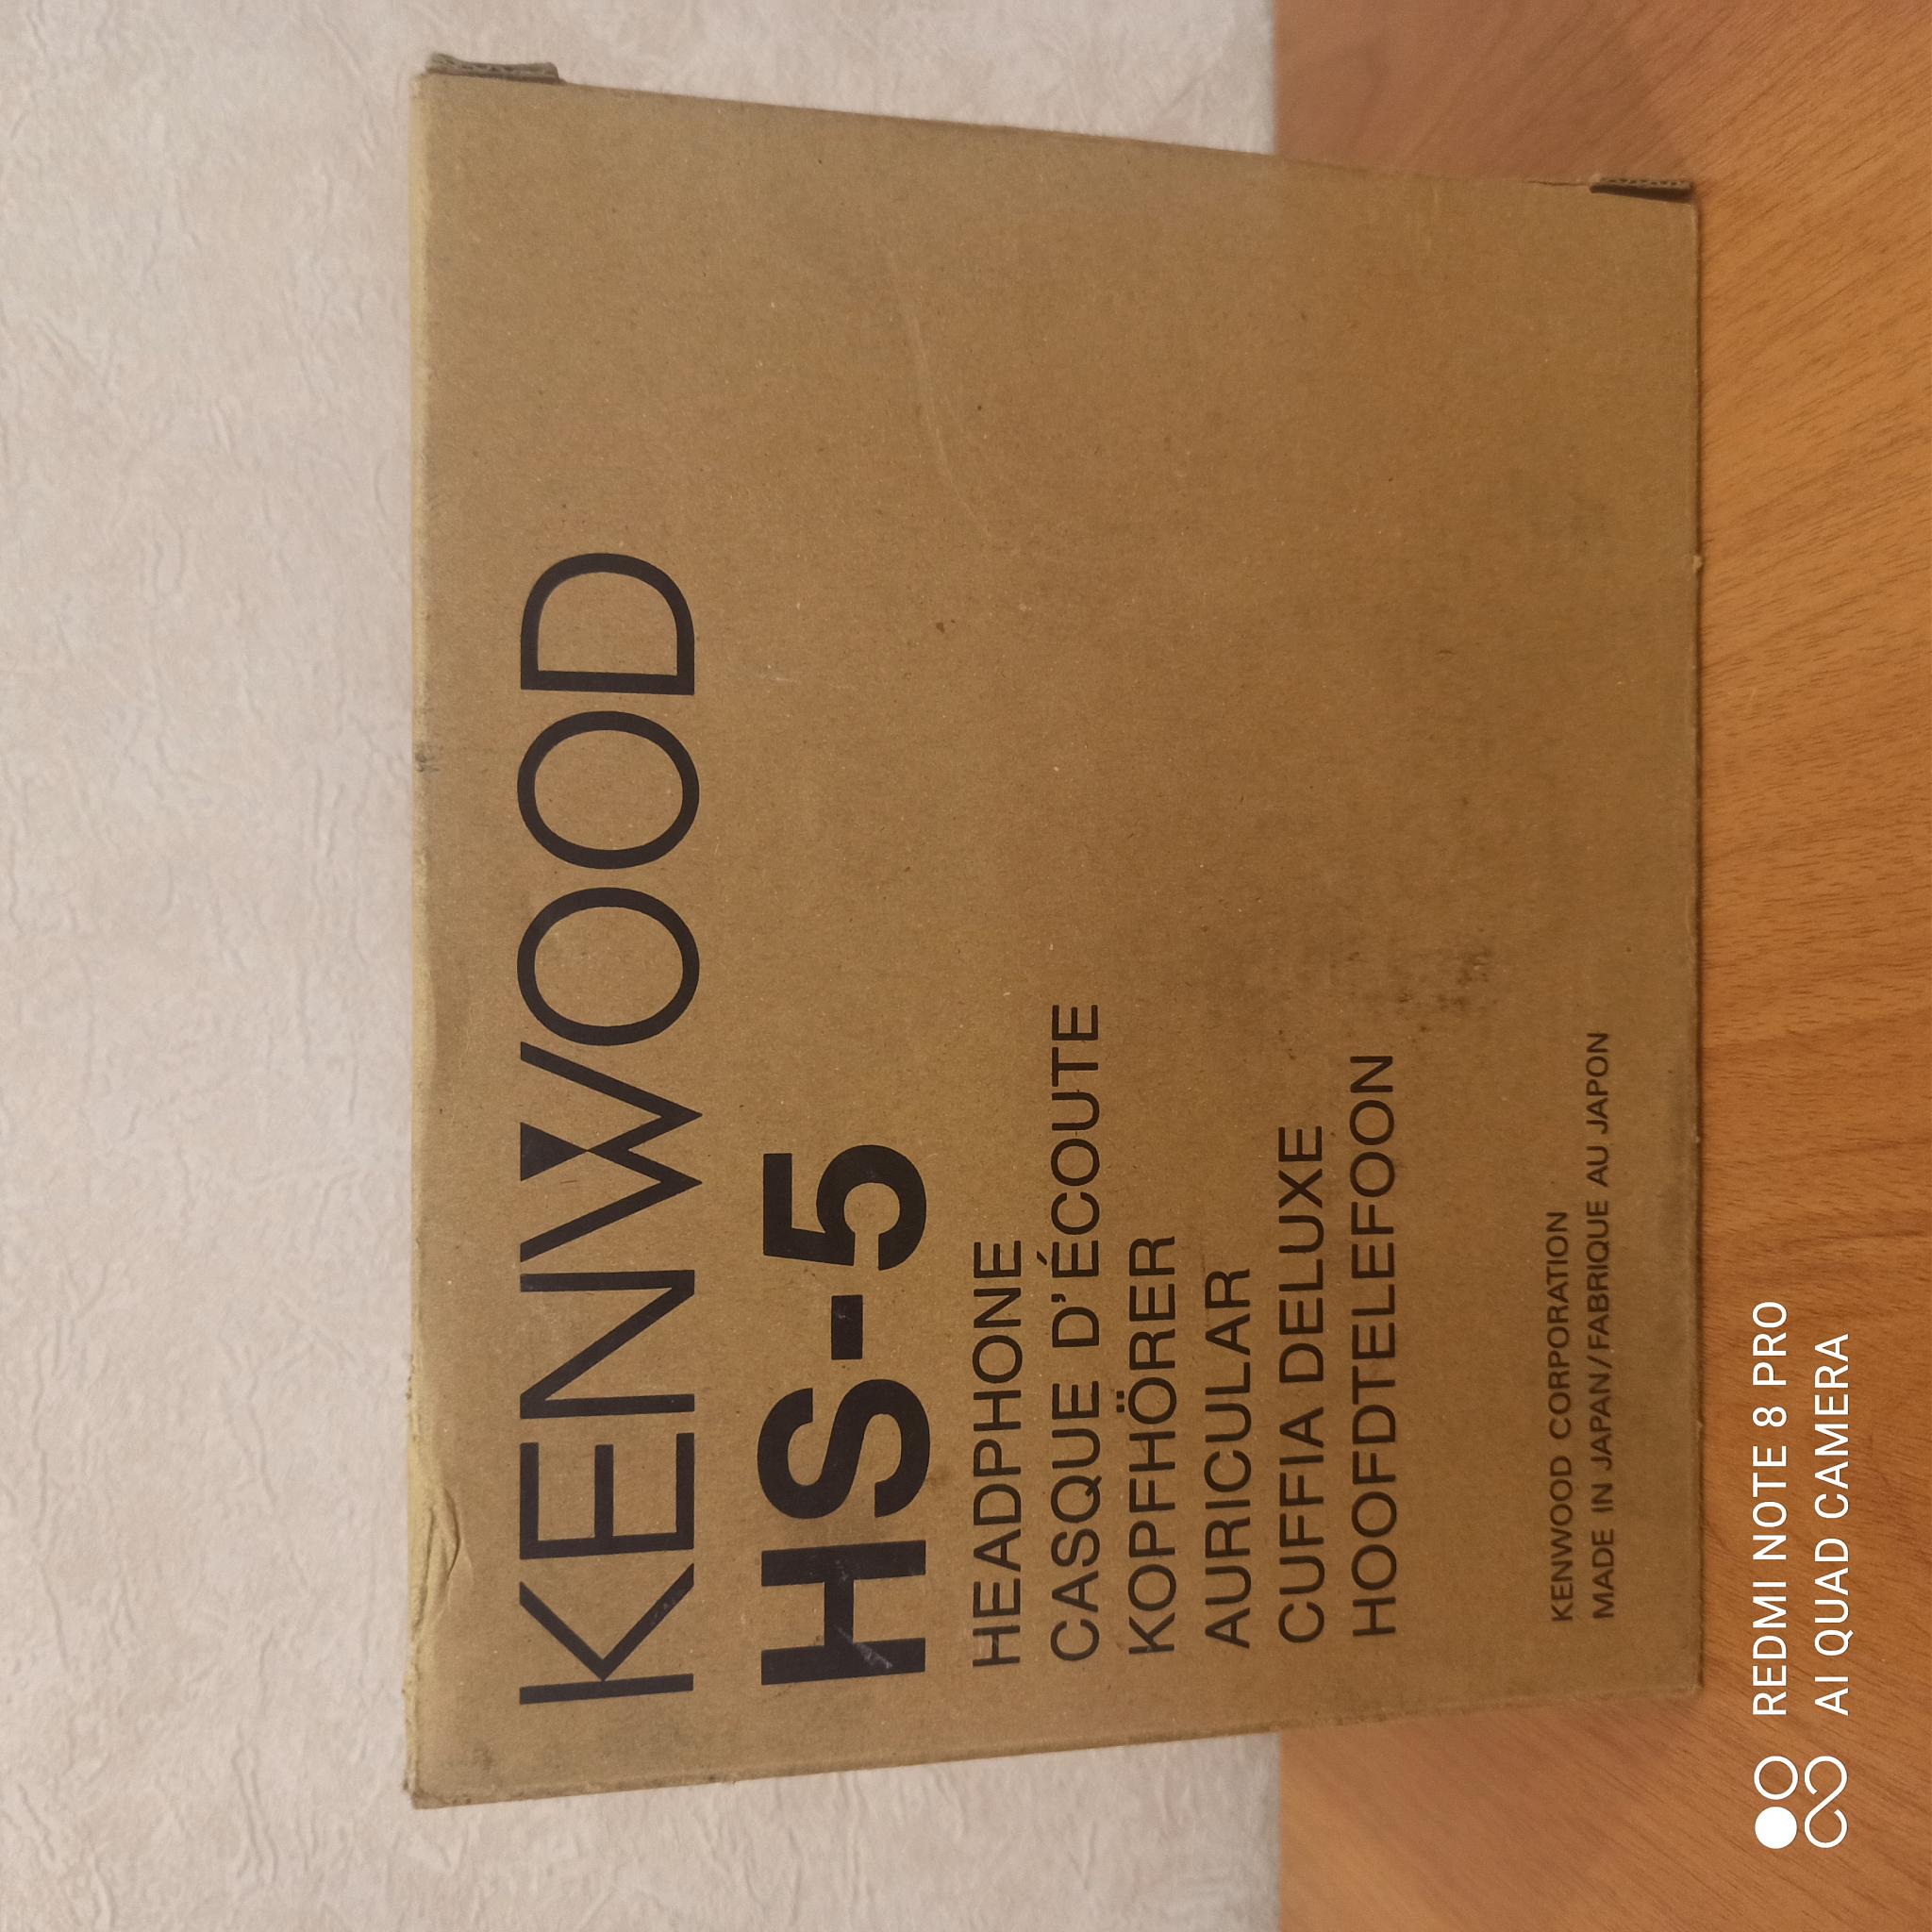 KENWOOD
HS-5
HEADPHONE
CASQUE D'ÉCOUTE
KOPFHÖRER
AURICULAR
CUFFIA DELUXE
HOOFDTELEFOON
KENWOOD CORPORATION
MADE IN JAPAN/FABRIQUE AU JAPON
REDMI NOTE 8 PRO
AI QUAD CAMERA